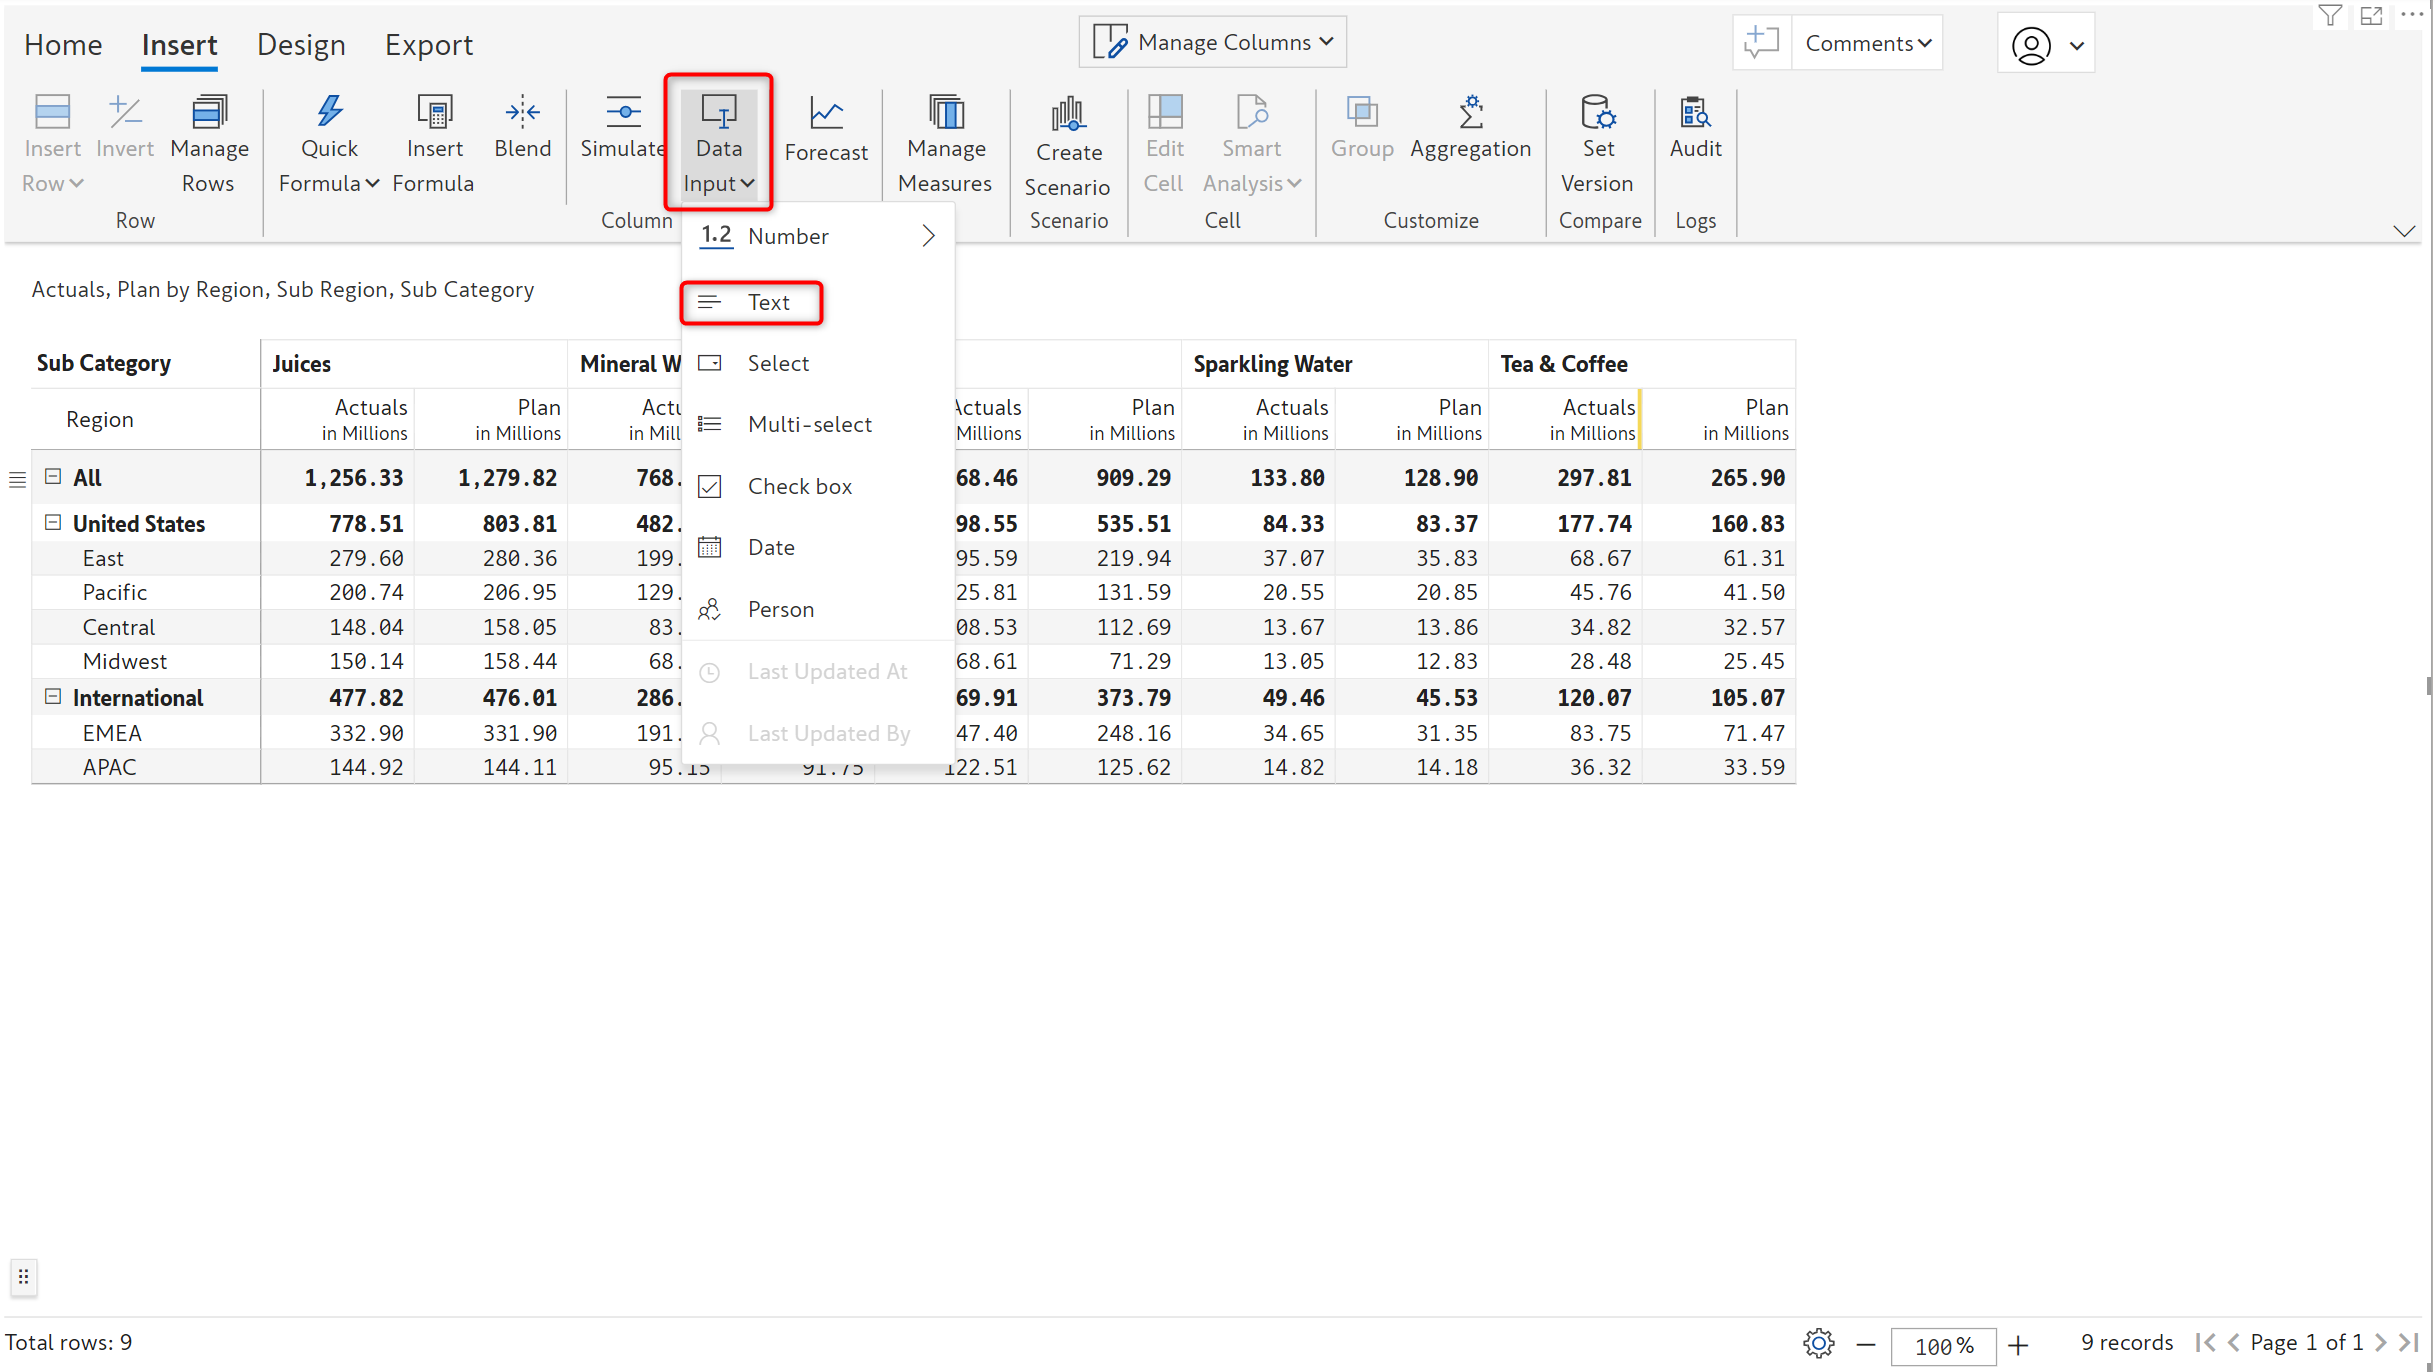 Home Insert Design Export Manage Columns Comments
Insert Row Invert Manage Rows Quick Formula Insert Formula Blend Simulate Data Input Forecast Manage Measures Create Scenario Edit Cell Smart Analysis Group Aggregation Set Version Audit
Row Column Scenario Cell Customize Compare Logs
1.2 Number
Text
Select
Multi-select
Check box
Date
Person
Last Updated At
Last Updated By
Actuals, Plan by Region, Sub Region, Sub Category
Sub Category Juices Mineral W Sparkling Water Tea & Coffee
Region Actuals Plan Actu Actuals Plan Actuals Plan Actuals Plan
in Millions in Millions in Mill Millions in Millions in Millions in Millions in Millions in Millions
All 1,256.33 1,279.82 768. 68.46 909.29 133.80 128.90 297.81 265.90
United States 778.51 803.81 482. 98.55 535.51 84.33 83.37 177.74 160.83
East 279.60 280.36 199. 95.59 219.94 37.07 35.83 68.67 61.31
Pacific 200.74 206.95 129. 25.81 131.59 20.55 20.85 45.76 41.50
Central 148.04 158.05 83. 08.53 112.69 13.67 13.86 34.82 32.57
Midwest 150.14 158.44 68. 68.61 71.29 13.05 12.83 28.48 25.45
International 477.82 476.01 286. 69.91 373.79 49.46 45.53 120.07 105.07
EMEA 332.90 331.90 191. 47.40 248.16 34.65 31.35 83.75 71.47
APAC 144.92 144.11 95.15 91.75 122.51 125.62 14.82 14.18 36.32 33.59
Total rows: 9 100% 9 records Page 1 of 1